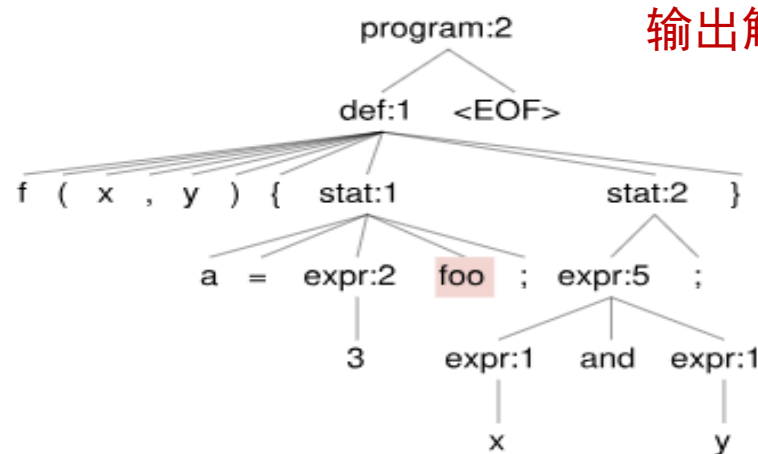 program:2
输出解
def:1 <EOF>
f ( x , y ) { stat:1 stat:2 }
a = expr:2 foo ; expr:5 ;
3 expr:1 and expr:1
x y